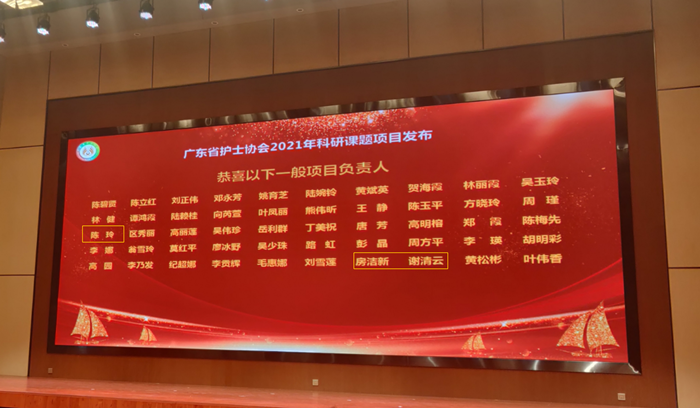 广东省护士协会2021年科研课题项目发布
恭喜以下一般项目负责人
陈碧贤 陈立红 刘正伟 邓永芳 姚育芝 陆婉铃 黄斌英 贺海霞 林丽霞 吴玉玲
林健 谭鸿霞 陆赖桂 向芮萱 叶凤丽 熊伟昕 王静 陈玉平 方晓玲 周瑾
陈玲 区秀丽 高丽莲 吴伟珍 岳利群 丁美祝 唐芳 高明榕 郑霞 陈梅先
李娜 翁雪玲 莫红平 廖冰野 吴少珠 路虹 彭晶 周方平 李瑛 胡明彩
高园 李乃发 纪超娜 李贡辉 毛惠娜 刘雪莲 房洁新 谢清云 黄松彬 叶伟香